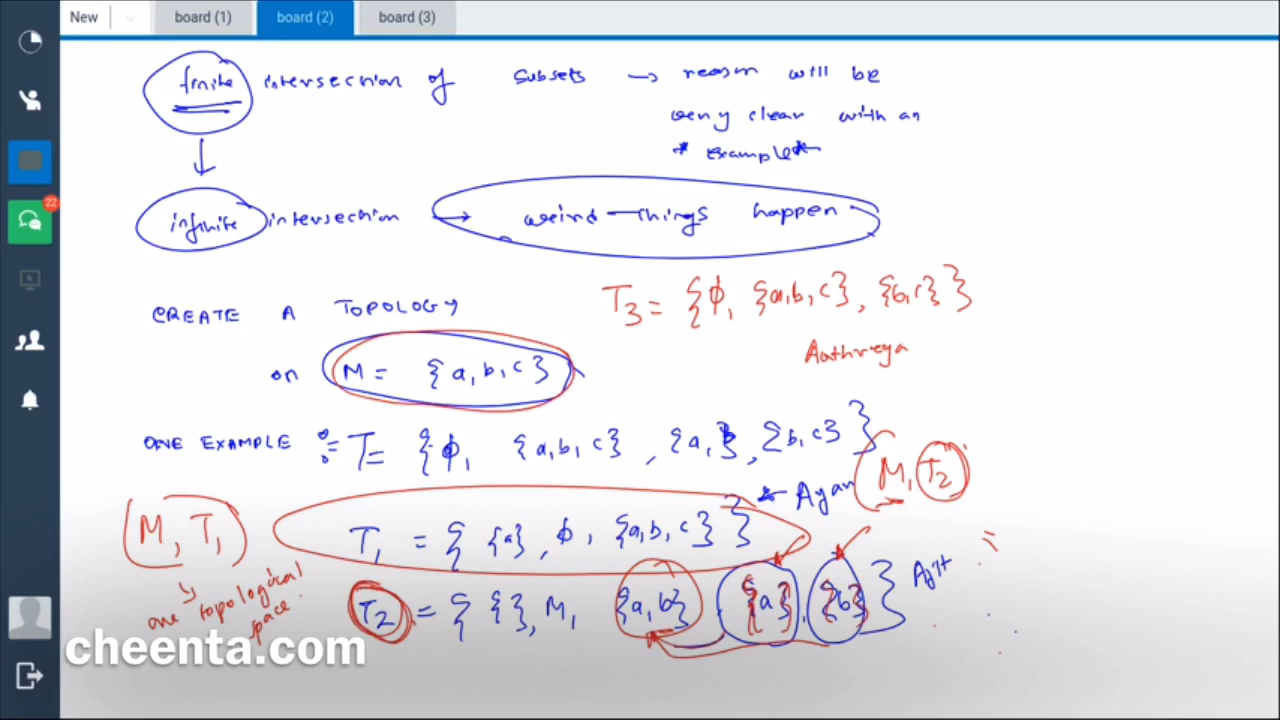 New
board (1)
board (2)
board (3)
22
finite intersection of subsets → reason will be
very clear with an
* example *
infinite intersection → weird things happen
T₃ = {ϕ, {a,b,c}, {b,c}}
Aathreya
CREATE A TOPOLOGY
on M = {a, b, c}
ONE EXAMPLE : T = {ϕ, {a,b,c}, {a,}, {b,c}}
(M, T₁)
T₁ = {{a}, ϕ, {a,b,c}} ← Ayan
(M, T₂)
one topological
space.
T₂ = {{}, M, {a,b}, {a}, {b}} Ajit
cheenta.com